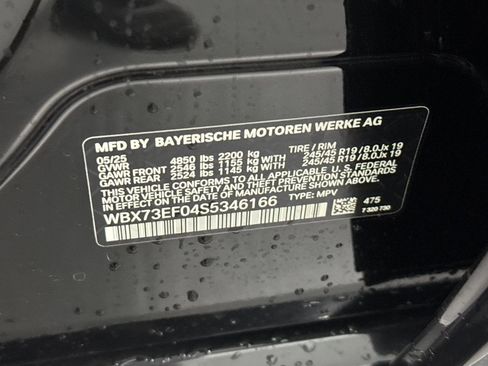 MFD BY BAYERISCHE MOTOREN WERKE AG
05/25 TIRE / RIM
GVWR 4850 lbs 2200 kg
GAWR FRONT 2546 lbs 1155 kg WITH 245/45 R19 / 8.0Jx 19
GAWR REAR 2524 lbs 1145 kg WITH 245/45 R19 / 8.0Jx 19
THIS VEHICLE CONFORMS TO ALL APPLICABLE U.S. FEDERAL
MOTOR VEHICLE SAFETY, BUMPER, AND THEFT PREVENTION
STANDARDS IN EFFECT ON THE DATE OF MANUFACTURE SHOWN ABOVE
WBX73EF04S5346166 TYPE: MPV
475
T 320 730